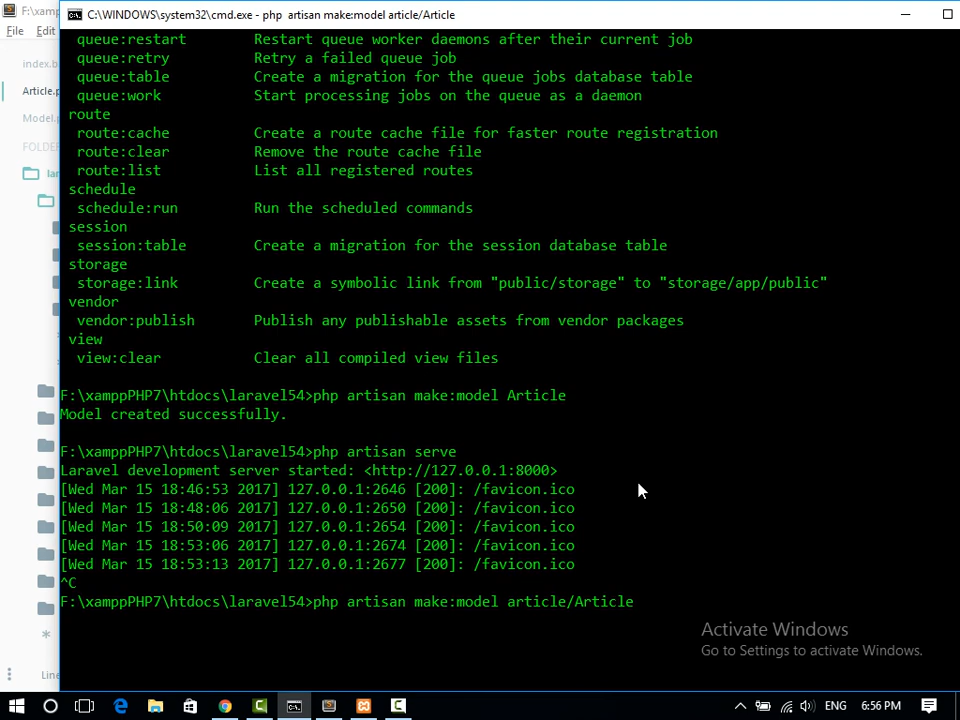 F:\xamp
C:\WINDOWS\system32\cmd.exe - php  artisan make:model article/Article
File Edit
index.b
Article.p
Model.p
FOLDER
lar
Line
queue:restart Restart queue worker daemons after their current job
queue:retry Retry a failed queue job
queue:table Create a migration for the queue jobs database table
queue:work Start processing jobs on the queue as a daemon
route
route:cache Create a route cache file for faster route registration
route:clear Remove the route cache file
route:list List all registered routes
schedule
schedule:run Run the scheduled commands
session
session:table Create a migration for the session database table
storage
storage:link Create a symbolic link from "public/storage" to "storage/app/public"
vendor
vendor:publish Publish any publishable assets from vendor packages
view
view:clear Clear all compiled view files
F:\xamppPHP7\htdocs\laravel54>php artisan make:model Article
Model created successfully.
F:\xamppPHP7\htdocs\laravel54>php artisan serve
Laravel development server started: <http://127.0.0.1:8000>
[Wed Mar 15 18:46:53 2017] 127.0.0.1:2646 [200]: /favicon.ico
[Wed Mar 15 18:48:06 2017] 127.0.0.1:2650 [200]: /favicon.ico
[Wed Mar 15 18:50:09 2017] 127.0.0.1:2654 [200]: /favicon.ico
[Wed Mar 15 18:53:06 2017] 127.0.0.1:2674 [200]: /favicon.ico
[Wed Mar 15 18:53:13 2017] 127.0.0.1:2677 [200]: /favicon.ico
^C
F:\xamppPHP7\htdocs\laravel54>php artisan make:model article/Article
Activate Windows
Go to Settings to activate Windows.
ENG 6:56 PM